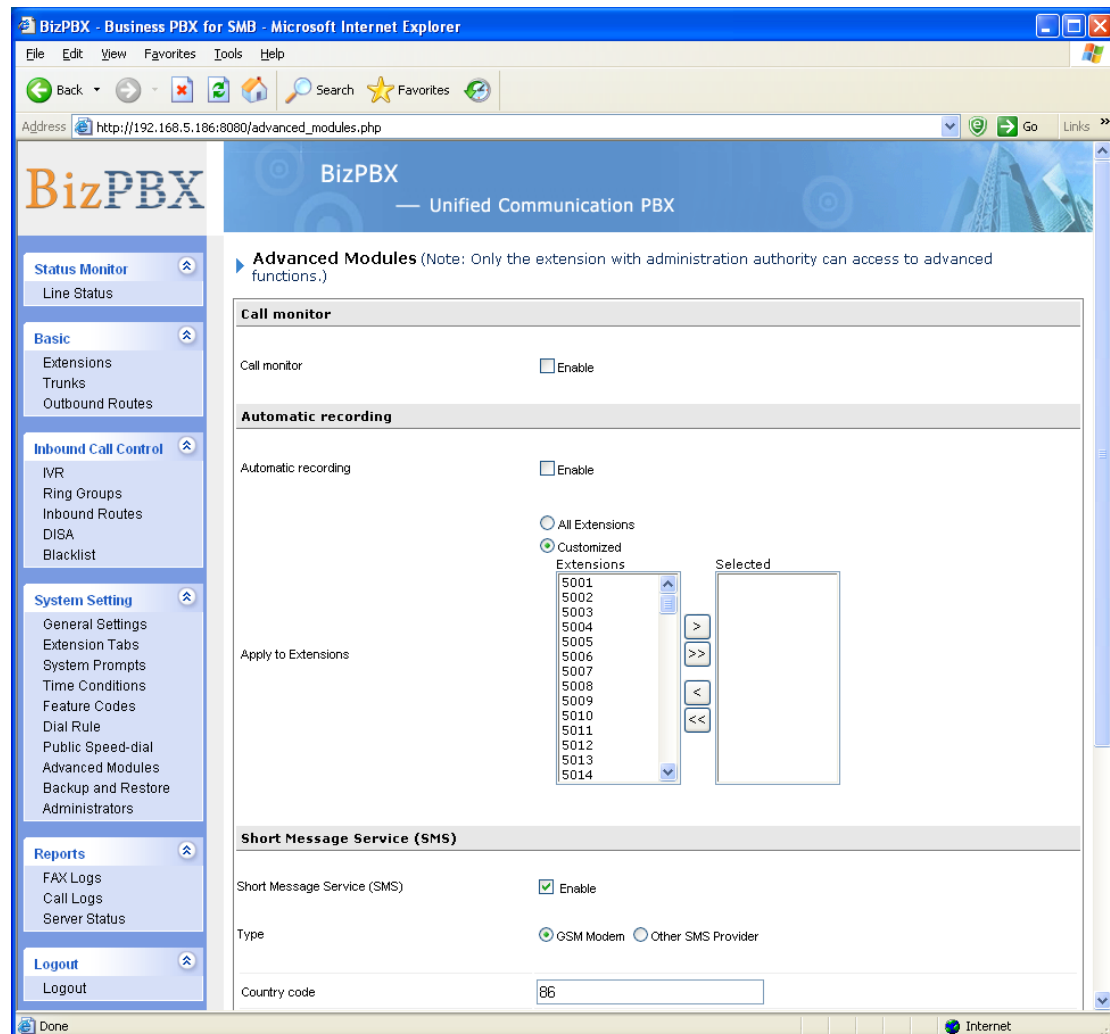 BizPBX - Business PBX for SMB - Microsoft Internet Explorer
File Edit View Favorites Tools Help
Back Search Favorites
Address http://192.168.5.186:8080/advanced_modules.php Go Links »
BizPBX
BizPBX
— Unified Communication PBX
Status Monitor
Line Status
Basic
Extensions
Trunks
Outbound Routes
Inbound Call Control
IVR
Ring Groups
Inbound Routes
DISA
Blacklist
System Setting
General Settings
Extension Tabs
System Prompts
Time Conditions
Feature Codes
Dial Rule
Public Speed-dial
Advanced Modules
Backup and Restore
Administrators
Reports
FAX Logs
Call Logs
Server Status
Logout
Logout
Advanced Modules (Note: Only the extension with administration authority can access to advanced
functions.)
Call monitor
Call monitor Enable
Automatic recording
Automatic recording Enable
All Extensions
Customized
Extensions Selected
Apply to Extensions
5001
5002
5003
5004
5005
5006
5007
5008
5009
5010
5011
5012
5013
5014
>
>>
<
<<
Short Message Service (SMS)
Short Message Service (SMS) Enable
Type GSM Modem Other SMS Provider
Country code 86
Done Internet